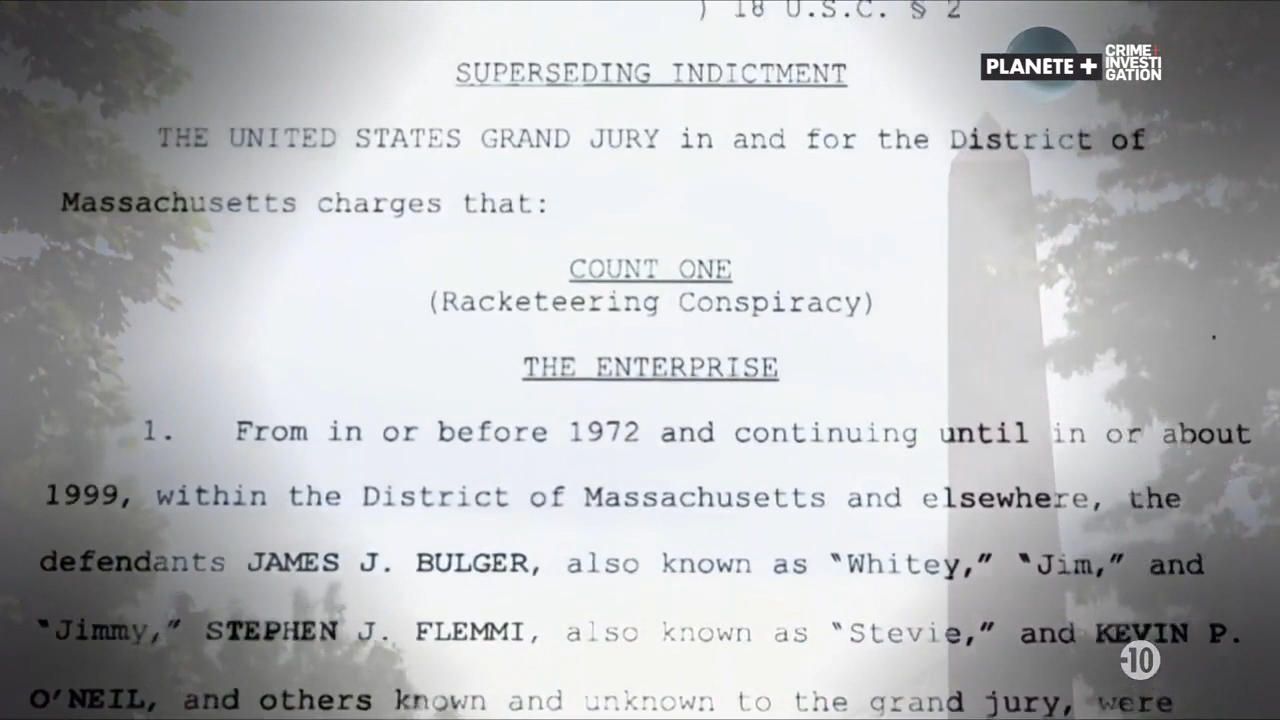 ) 18 U.S.C. § 2
SUPERSEDING INDICTMENT
THE UNITED STATES GRAND JURY in and for the District of
Massachusetts charges that:
COUNT ONE
(Racketeering Conspiracy)
THE ENTERPRISE
1. From in or before 1972 and continuing until in or about
1999, within the District of Massachusetts and elsewhere, the
defendants JAMES J. BULGER, also known as “Whitey,” “Jim,” and
“Jimmy,” STEPHEN J. FLEMMI, also known as “Stevie,” and KEVIN P.
O’NEIL, and others known and unknown to the grand jury, were
PLANETE +
CRIME+
INVESTI
GATION
-10